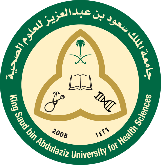 جامعة الملك سعود بن عبدالعزيز للعلوم الصحية
2005 ١٤٢٦
King Saud bin Abdulaziz University for Health Sciences